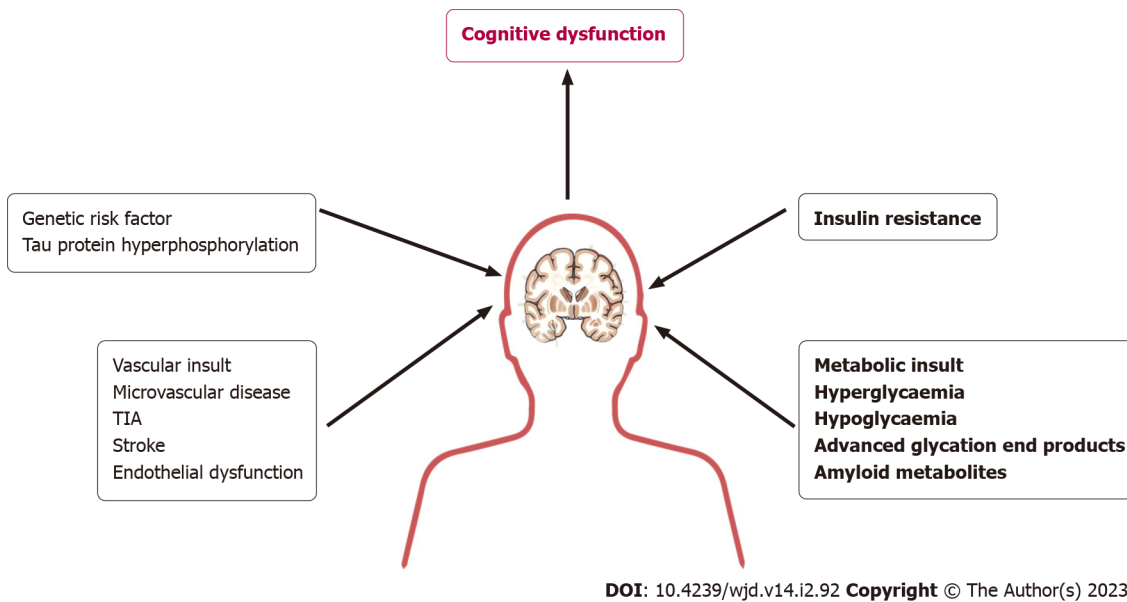 Cognitive dysfunction
Genetic risk factor
Tau protein hyperphosphorylation
Insulin resistance
Vascular insult
Microvascular disease
TIA
Stroke
Endothelial dysfunction
Metabolic insult
Hyperglycaemia
Hypoglycaemia
Advanced glycation end products
Amyloid metabolites
DOI: 10.4239/wjd.v14.i2.92 Copyright © The Author(s) 2023